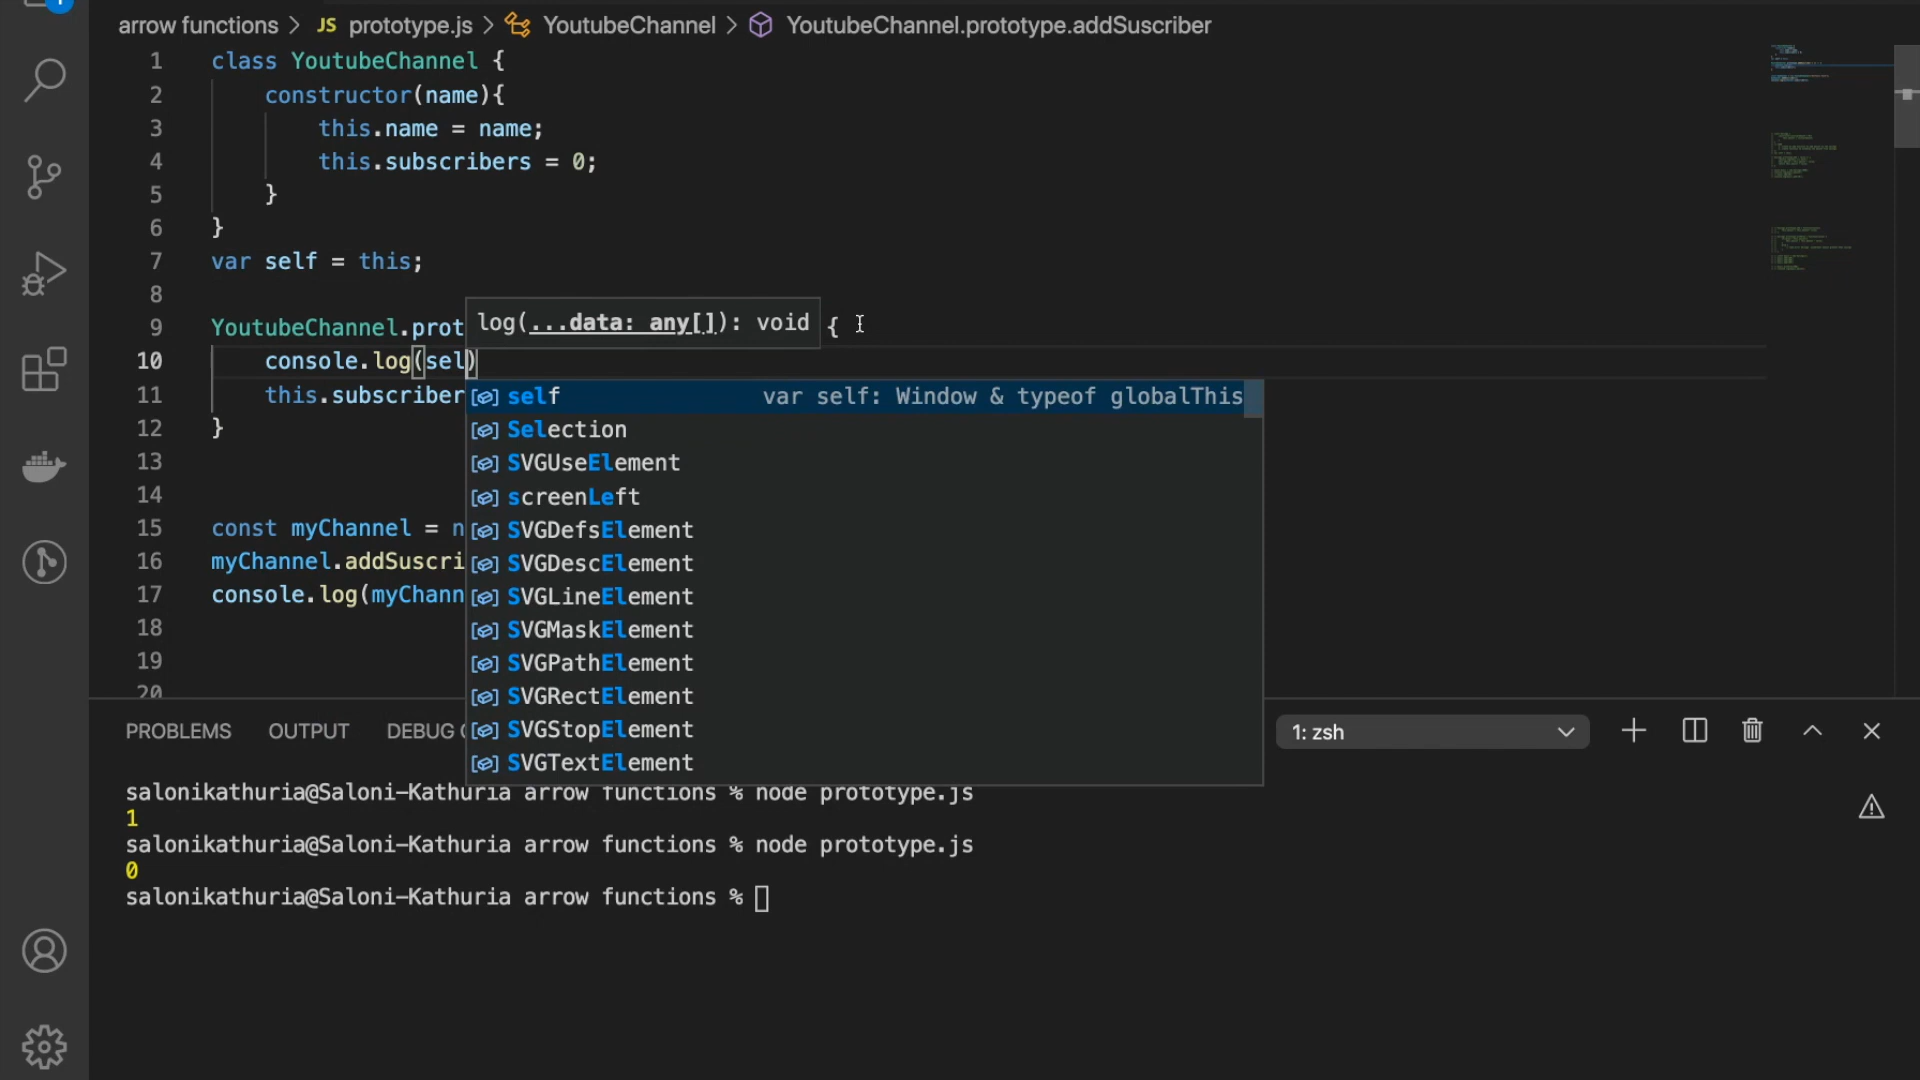 arrow functions > JS prototype.js > YoutubeChannel > YoutubeChannel.prototype.addSuscriber
1 class YoutubeChannel {
2 constructor(name){
3 this.name = name;
4 this.subscribers = 0;
5 }
6 }
7 var self = this;
8
9 YoutubeChannel.prot {
log(...data: any[]): void
10 console.log(sel)
11 this.subscriber
12 }
13
14
15 const myChannel = n
16 myChannel.addSuscri
17 console.log(myChann
18
19
20
self var self: Window & typeof globalThis
Selection
SVGUseElement
screenLeft
SVGDefsElement
SVGDescElement
SVGLineElement
SVGMaskElement
SVGPathElement
SVGRectElement
SVGStopElement
SVGTextElement
PROBLEMS OUTPUT DEBUG 1: zsh
salonikathuria@Saloni-Kathuria arrow functions % node prototype.js
1
salonikathuria@Saloni-Kathuria arrow functions % node prototype.js
0
salonikathuria@Saloni-Kathuria arrow functions %